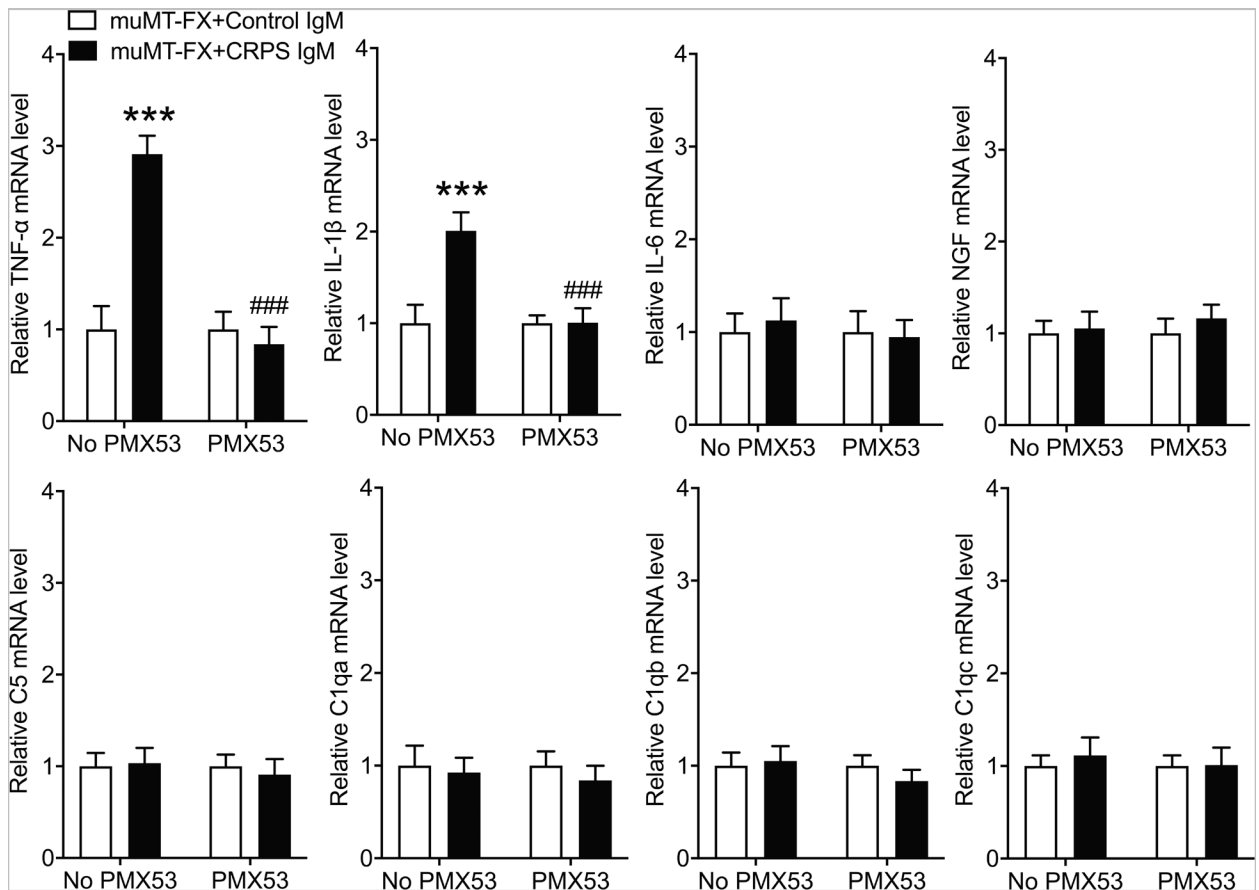 muMT-FX+Control IgM
muMT-FX+CRPS IgM
Relative TNF-α mRNA level
4
3
2
1
0
***
###
No PMX53 PMX53
Relative IL-1β mRNA level
4
3
2
1
0
***
###
No PMX53 PMX53
Relative IL-6 mRNA level
4
3
2
1
0
No PMX53 PMX53
Relative NGF mRNA level
4
3
2
1
0
No PMX53 PMX53
Relative C5 mRNA level
4
3
2
1
0
No PMX53 PMX53
Relative C1qa mRNA level
4
3
2
1
0
No PMX53 PMX53
Relative C1qb mRNA level
4
3
2
1
0
No PMX53 PMX53
Relative C1qc mRNA level
4
3
2
1
0
No PMX53 PMX53